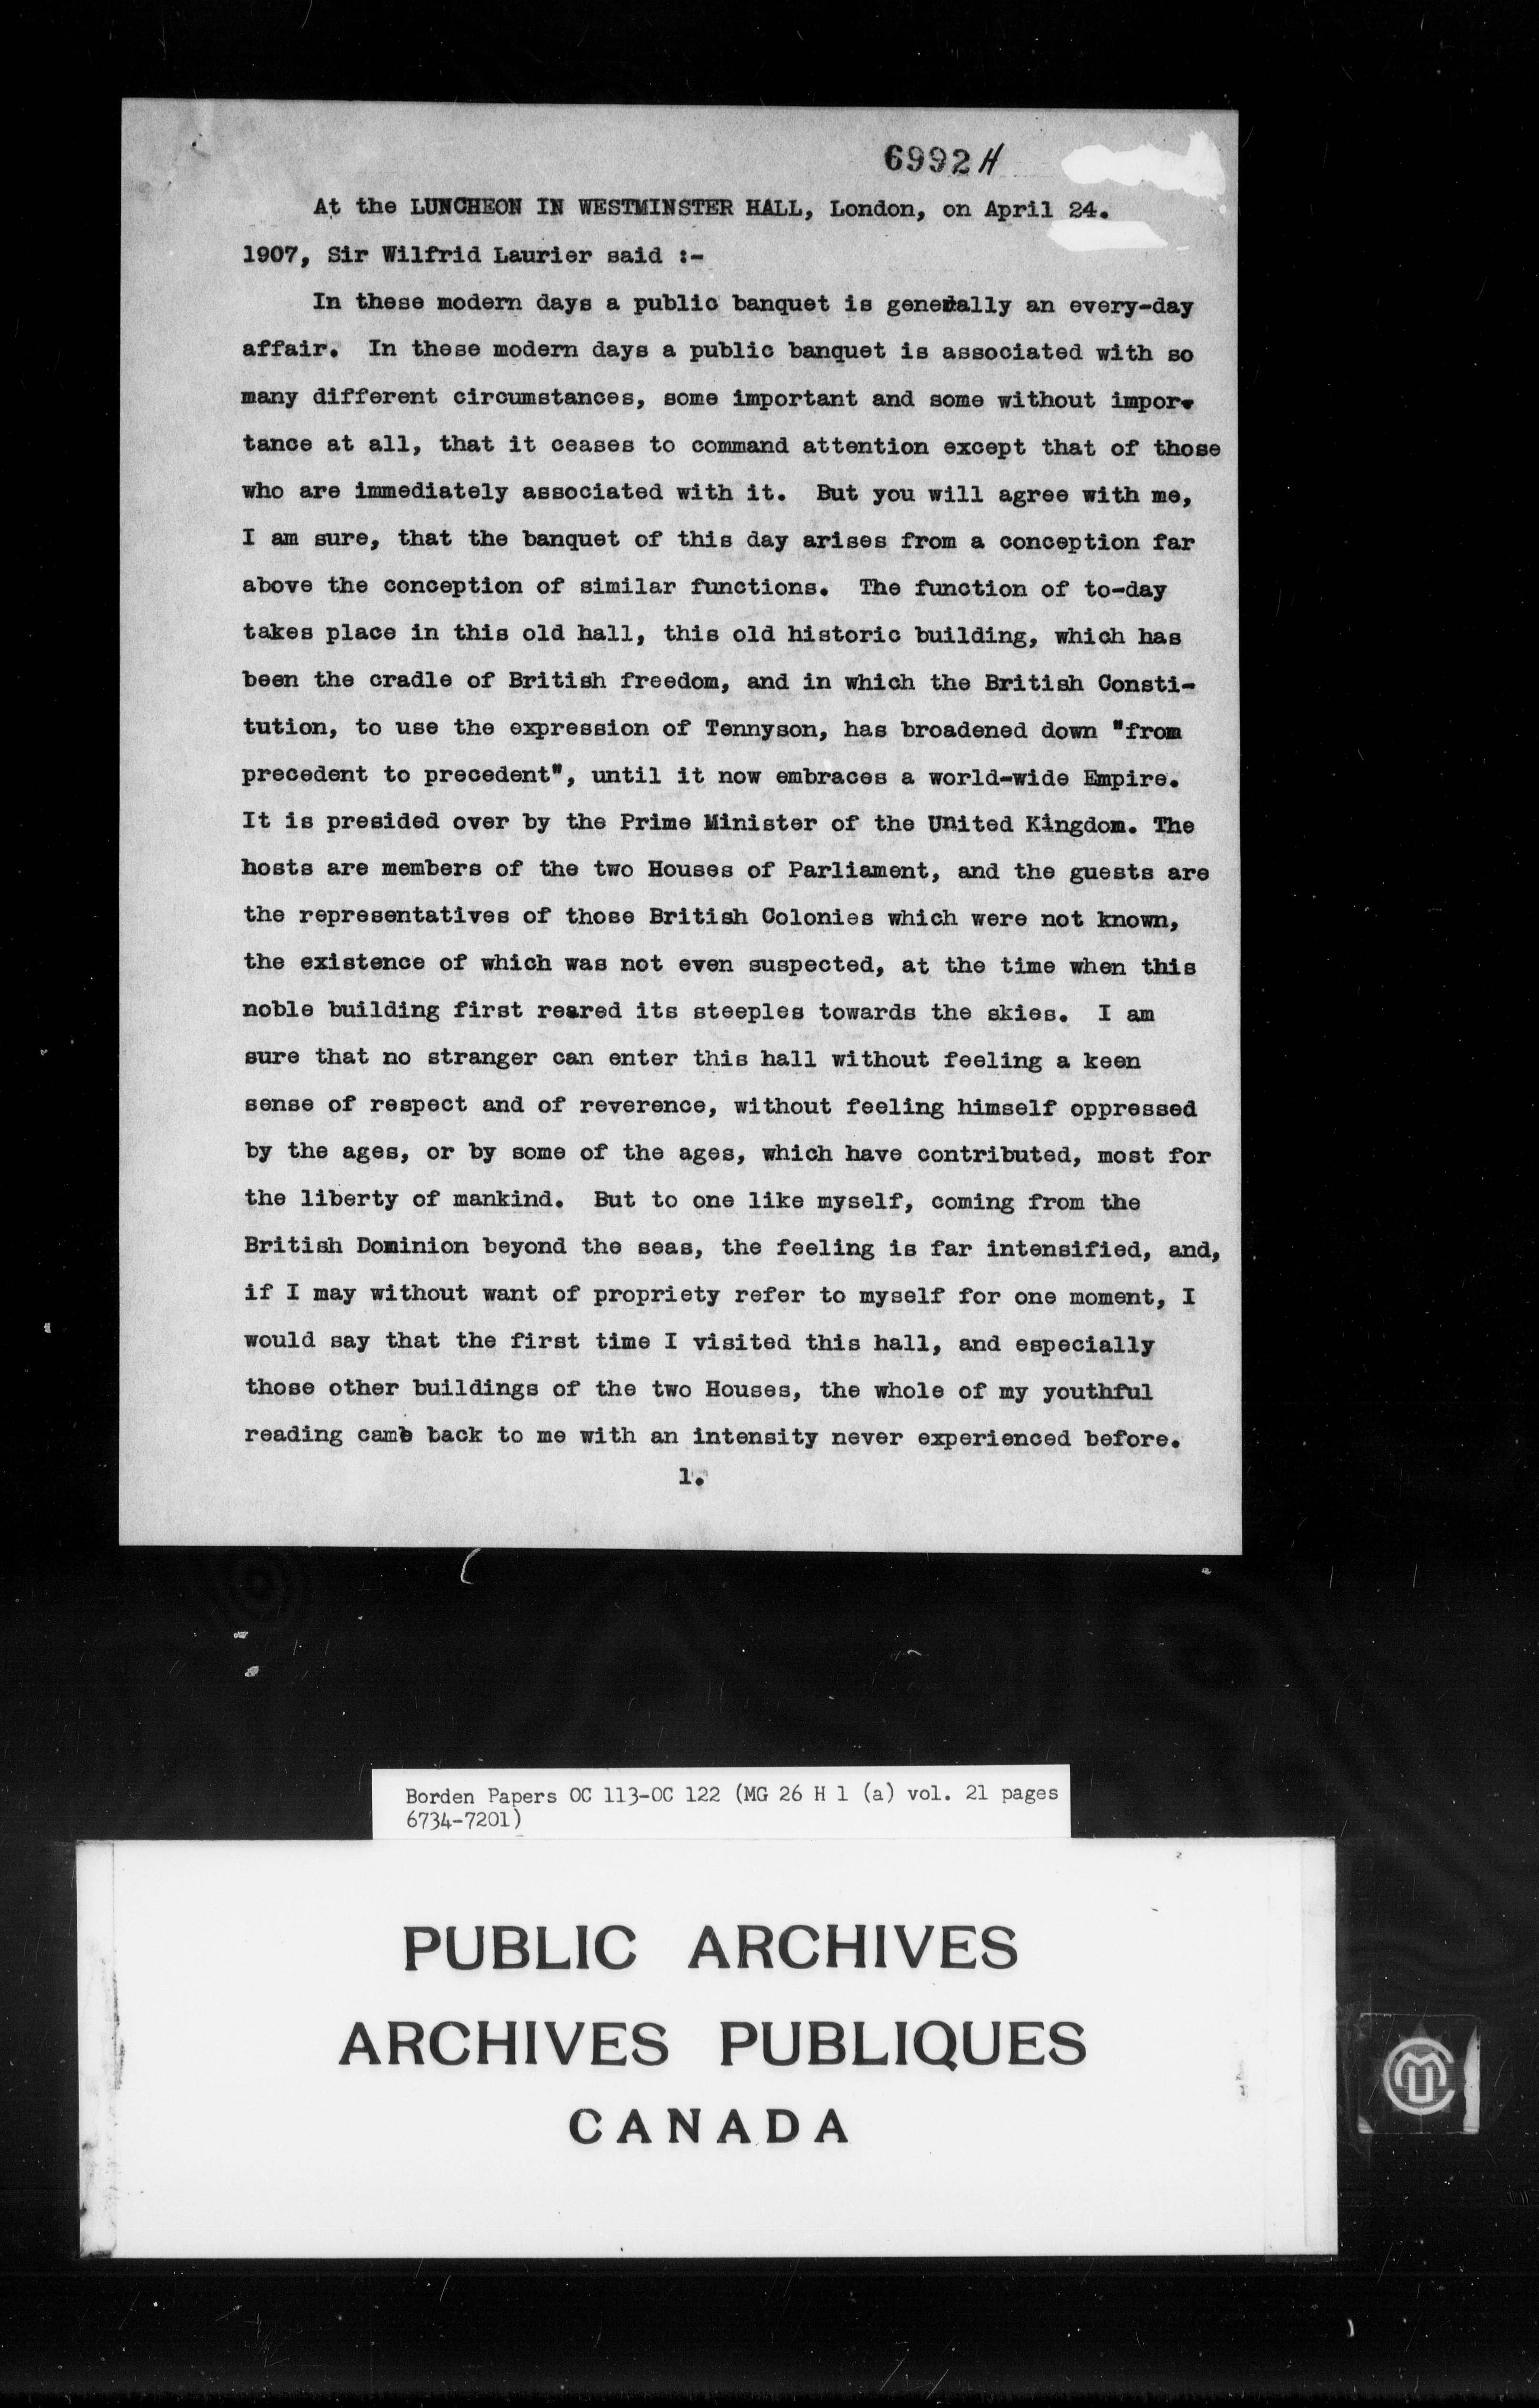 6992 H
At the LUNCHEON IN WESTMINSTER HALL, London, on April 24.
1907, Sir Wilfrid Laurier said :-
In these modern days a public banquet is generally an every-day
affair. In these modern days a public banquet is associated with so
many different circumstances, some important and some without impor-
tance at all, that it ceases to command attention except that of those
who are immediately associated with it. But you will agree with me,
I am sure, that the banquet of this day arises from a conception far
above the conception of similar functions. The function of to-day
takes place in this old hall, this old historic building, which has
been the cradle of British freedom, and in which the British Consti-
tution, to use the expression of Tennyson, has broadened down "from
precedent to precedent", until it now embraces a world-wide Empire.
It is presided over by the Prime Minister of the United Kingdom. The
hosts are members of the two Houses of Parliament, and the guests are
the representatives of those British Colonies which were not known,
the existence of which was not even suspected, at the time when this
noble building first reared its steeples towards the skies. I am
sure that no stranger can enter this hall without feeling a keen
sense of respect and of reverence, without feeling himself oppressed
by the ages, or by some of the ages, which have contributed, most for
the liberty of mankind. But to one like myself, coming from the
British Dominion beyond the seas, the feeling is far intensified, and,
if I may without want of propriety refer to myself for one moment, I
would say that the first time I visited this hall, and especially
those other buildings of the two Houses, the whole of my youthful
reading came back to me with an intensity never experienced before.
1.
Borden Papers OC 113-OC 122 (MG 26 H 1 (a) vol. 21 pages
6734-7201)
PUBLIC ARCHIVES
ARCHIVES PUBLIQUES
CANADA